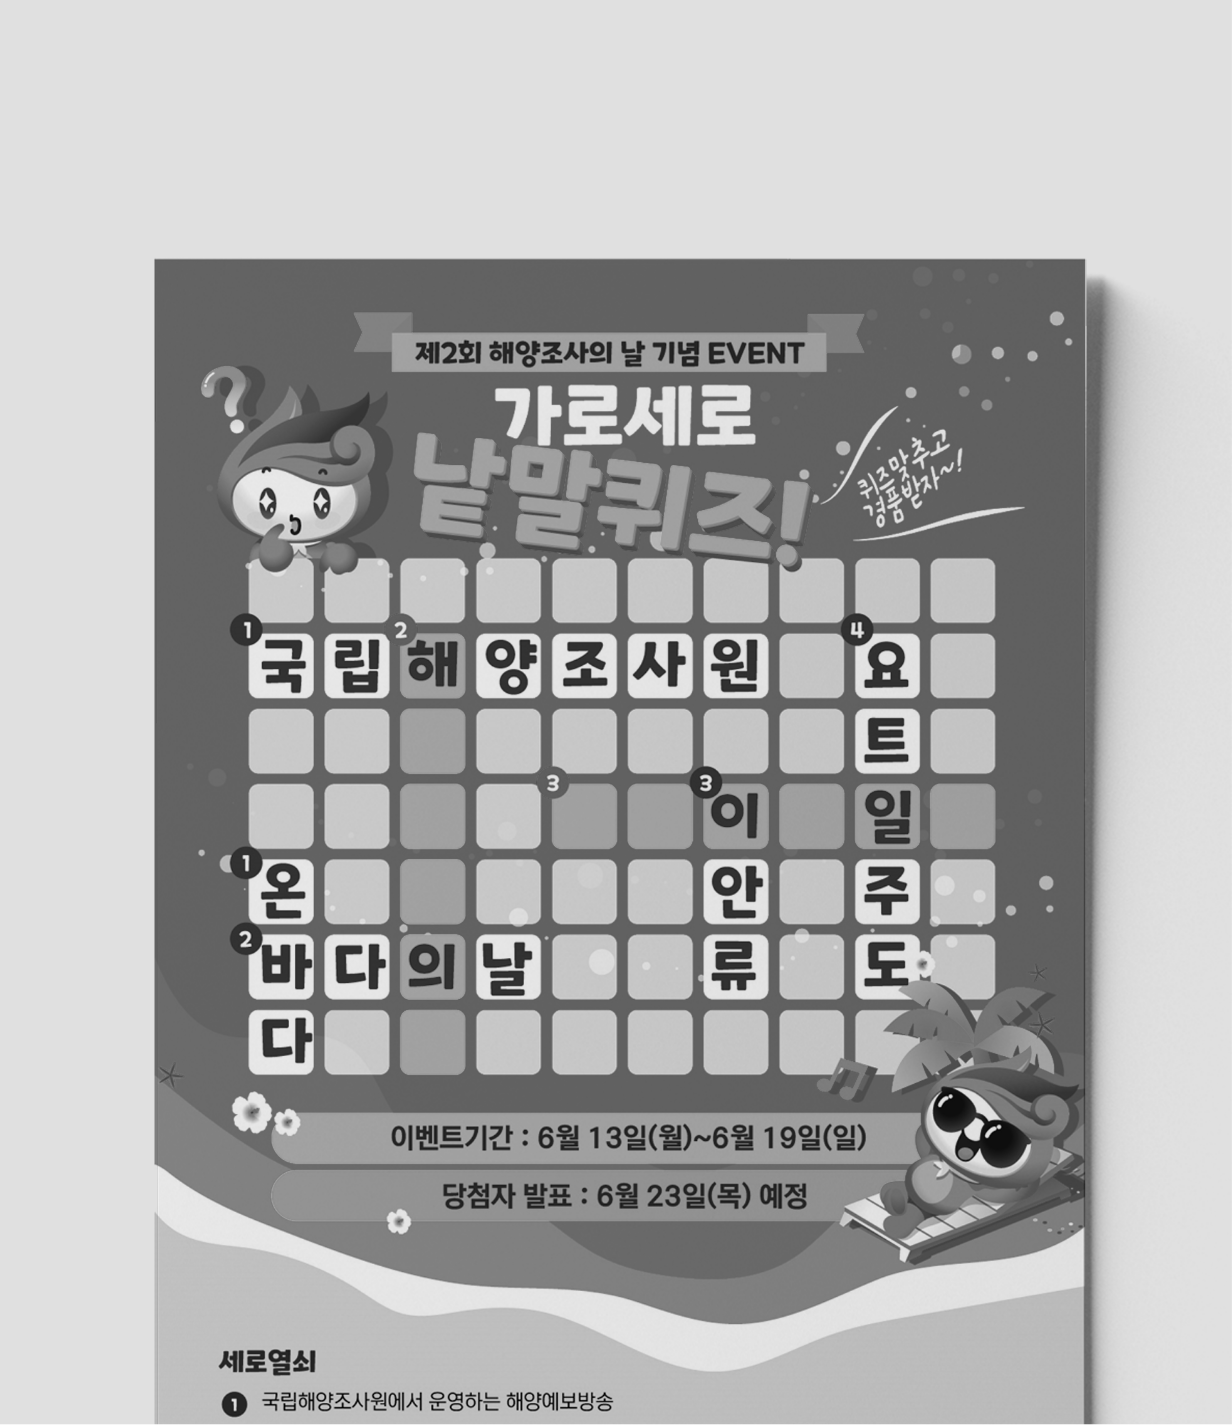 제2회 해양조사의 날 기념 EVENT
가로세로
낱말퀴즈!
퀴즈맞추고
경품받자~!
?
1 2 4
국립해양조사원 요
트
3 3
이 일
1
온 안 주
2
바다의날 류 도
다
이벤트기간 : 6월 13일(월)~6월 19일(일)
당첨자 발표 : 6월 23일(목) 예정
세로열쇠
1 국립해양조사원에서 운영하는 해양예보방송